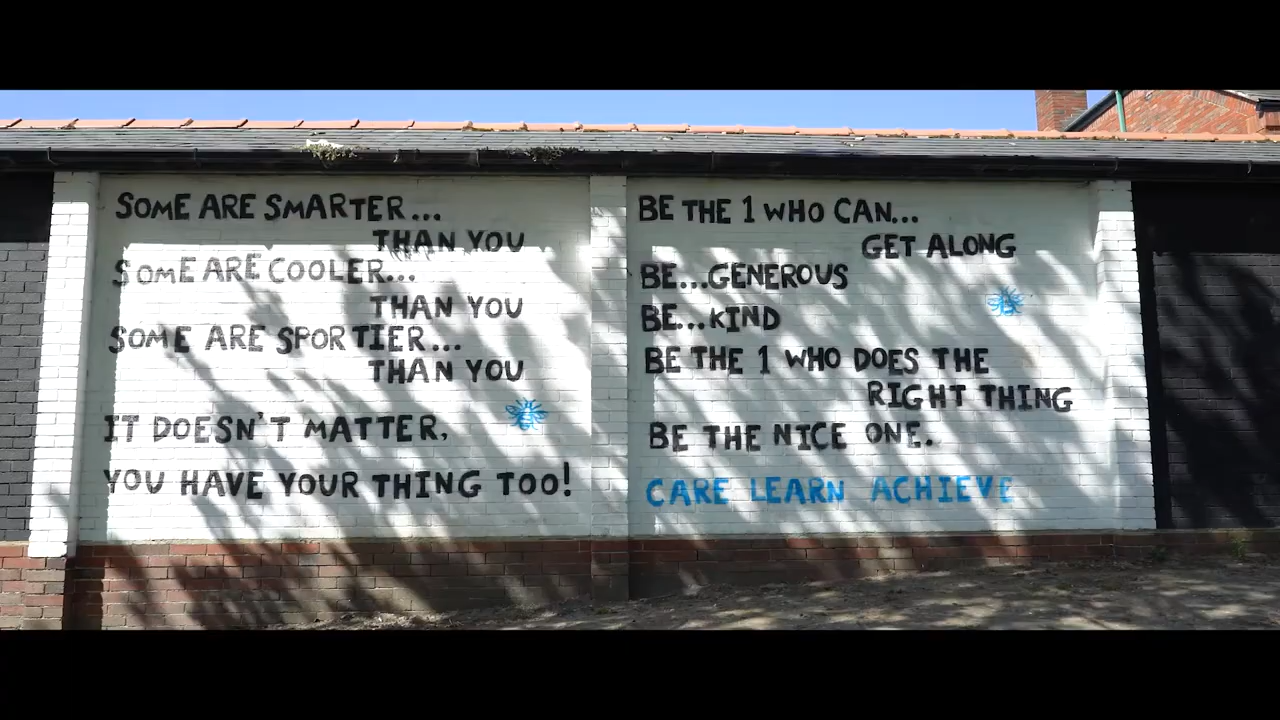 SOME ARE SMARTER...
THAN YOU
SOME ARE COOLER...
THAN YOU
SOME ARE SPORTIER...
THAN YOU
IT DOESN'T MATTER,
YOU HAVE YOUR THING TOO!
BE THE 1 WHO CAN...
GET ALONG
BE...GENEROUS
BE...KIND
BE THE 1 WHO DOES THE
RIGHT THING
BE THE NICE ONE.
CARE LEARN ACHIEVE